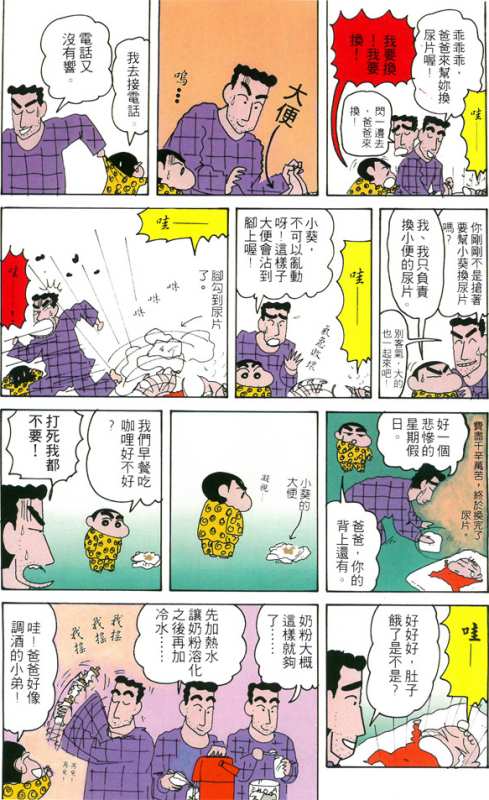 乖乖乖，
爸爸來幫妳換
尿片喔！
我要換
！我要
換！
閃一邊去
，爸爸來
換！
哇——
大便
嗚…
我去接電話。
電話又
沒有響。
你剛剛不是搶著
要幫小葵換尿片
嗎？
我、我只負責
換小便的尿片。
別客氣，大的
也一起來吧！
哇——
小葵，
不可以亂動
呀！這樣子
大便會沾到
腳上喔！
哇——
腳勾到尿片
了。
咻
咻
咻
哇！
費盡千辛萬苦，終於換完了
尿片。
好一個
悲慘的
星期假
日。
爸爸，你的
背上還有。
小葵的
大便
凝視…
我們早餐吃
咖哩好不好
？
打死我都
不要！
哇——
好好好，肚子
餓了是不是？
奶粉大概
這樣就夠
了……
先加熱水
讓奶粉溶化
之後再加
冷水……
我搖
我搖
我搖
哇！爸爸好像
調酒的小弟！